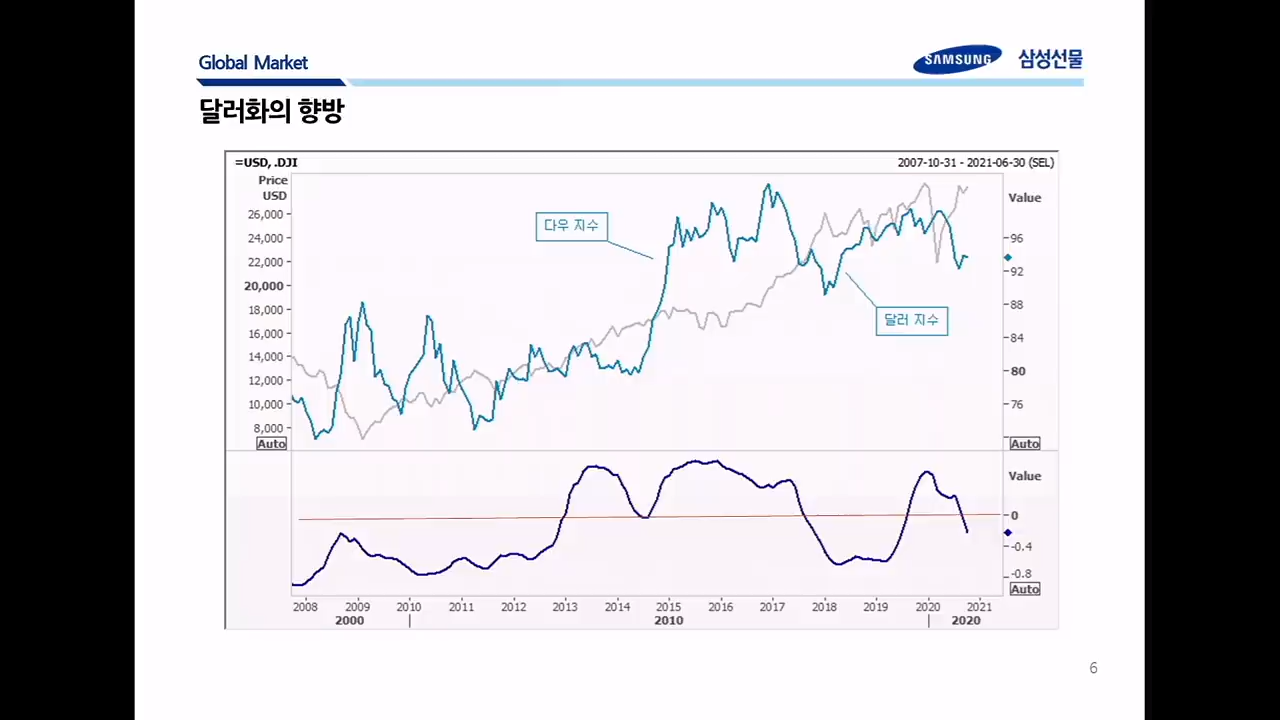 Global Market
SAMSUNG 삼성선물
달러화의 향방
=USD, .DJI 2007-10-31 - 2021-06-30 (SEL)
Price
USD
Value
26,000
24,000
22,000
20,000
18,000
16,000
14,000
12,000
10,000
8,000
Auto
96
92
88
84
80
76
Auto
다우 지수
달러 지수
Value
0
-0.4
-0.8
Auto
2008 2009 2010 2011 2012 2013 2014 2015 2016 2017 2018 2019 2020 2021
2000 2010 2020
6